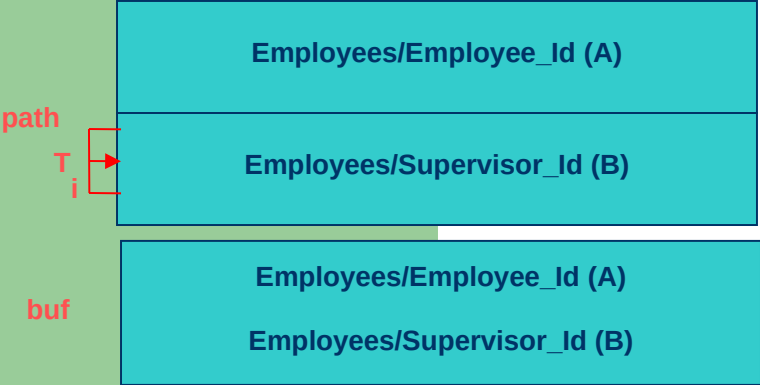 Employees/Employee_Id (A)
path
T
i
Employees/Supervisor_Id (B)
Employees/Employee_Id (A)
buf
Employees/Supervisor_Id (B)